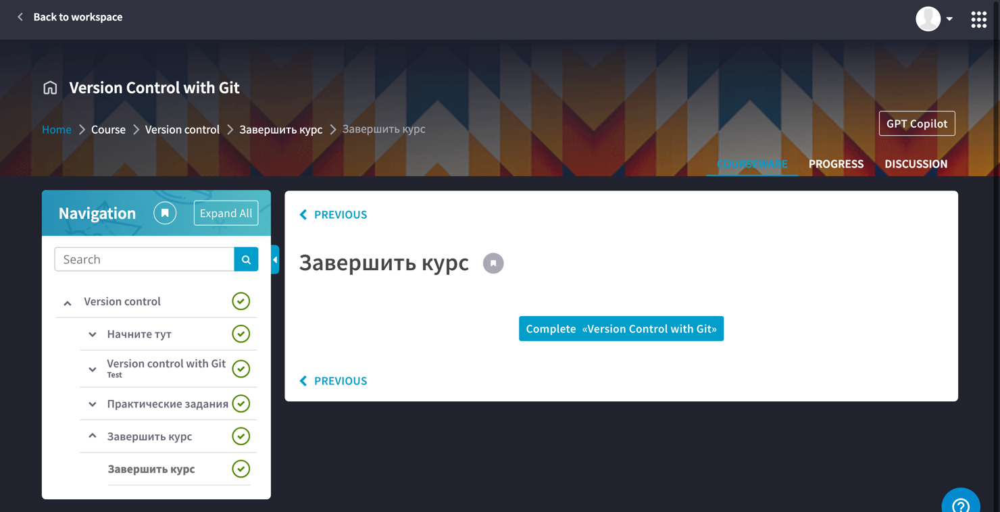 Back to workspace
Version Control with Git
Home Course Version control Завершить курс Завершить курс
GPT Copilot
COURSEWARE PROGRESS DISCUSSION
Navigation Expand All
Search
Version control
Начните тут
Version control with Git
Test
Практические задания
Завершить курс
Завершить курс
PREVIOUS
Завершить курс
Complete «Version Control with Git»
PREVIOUS